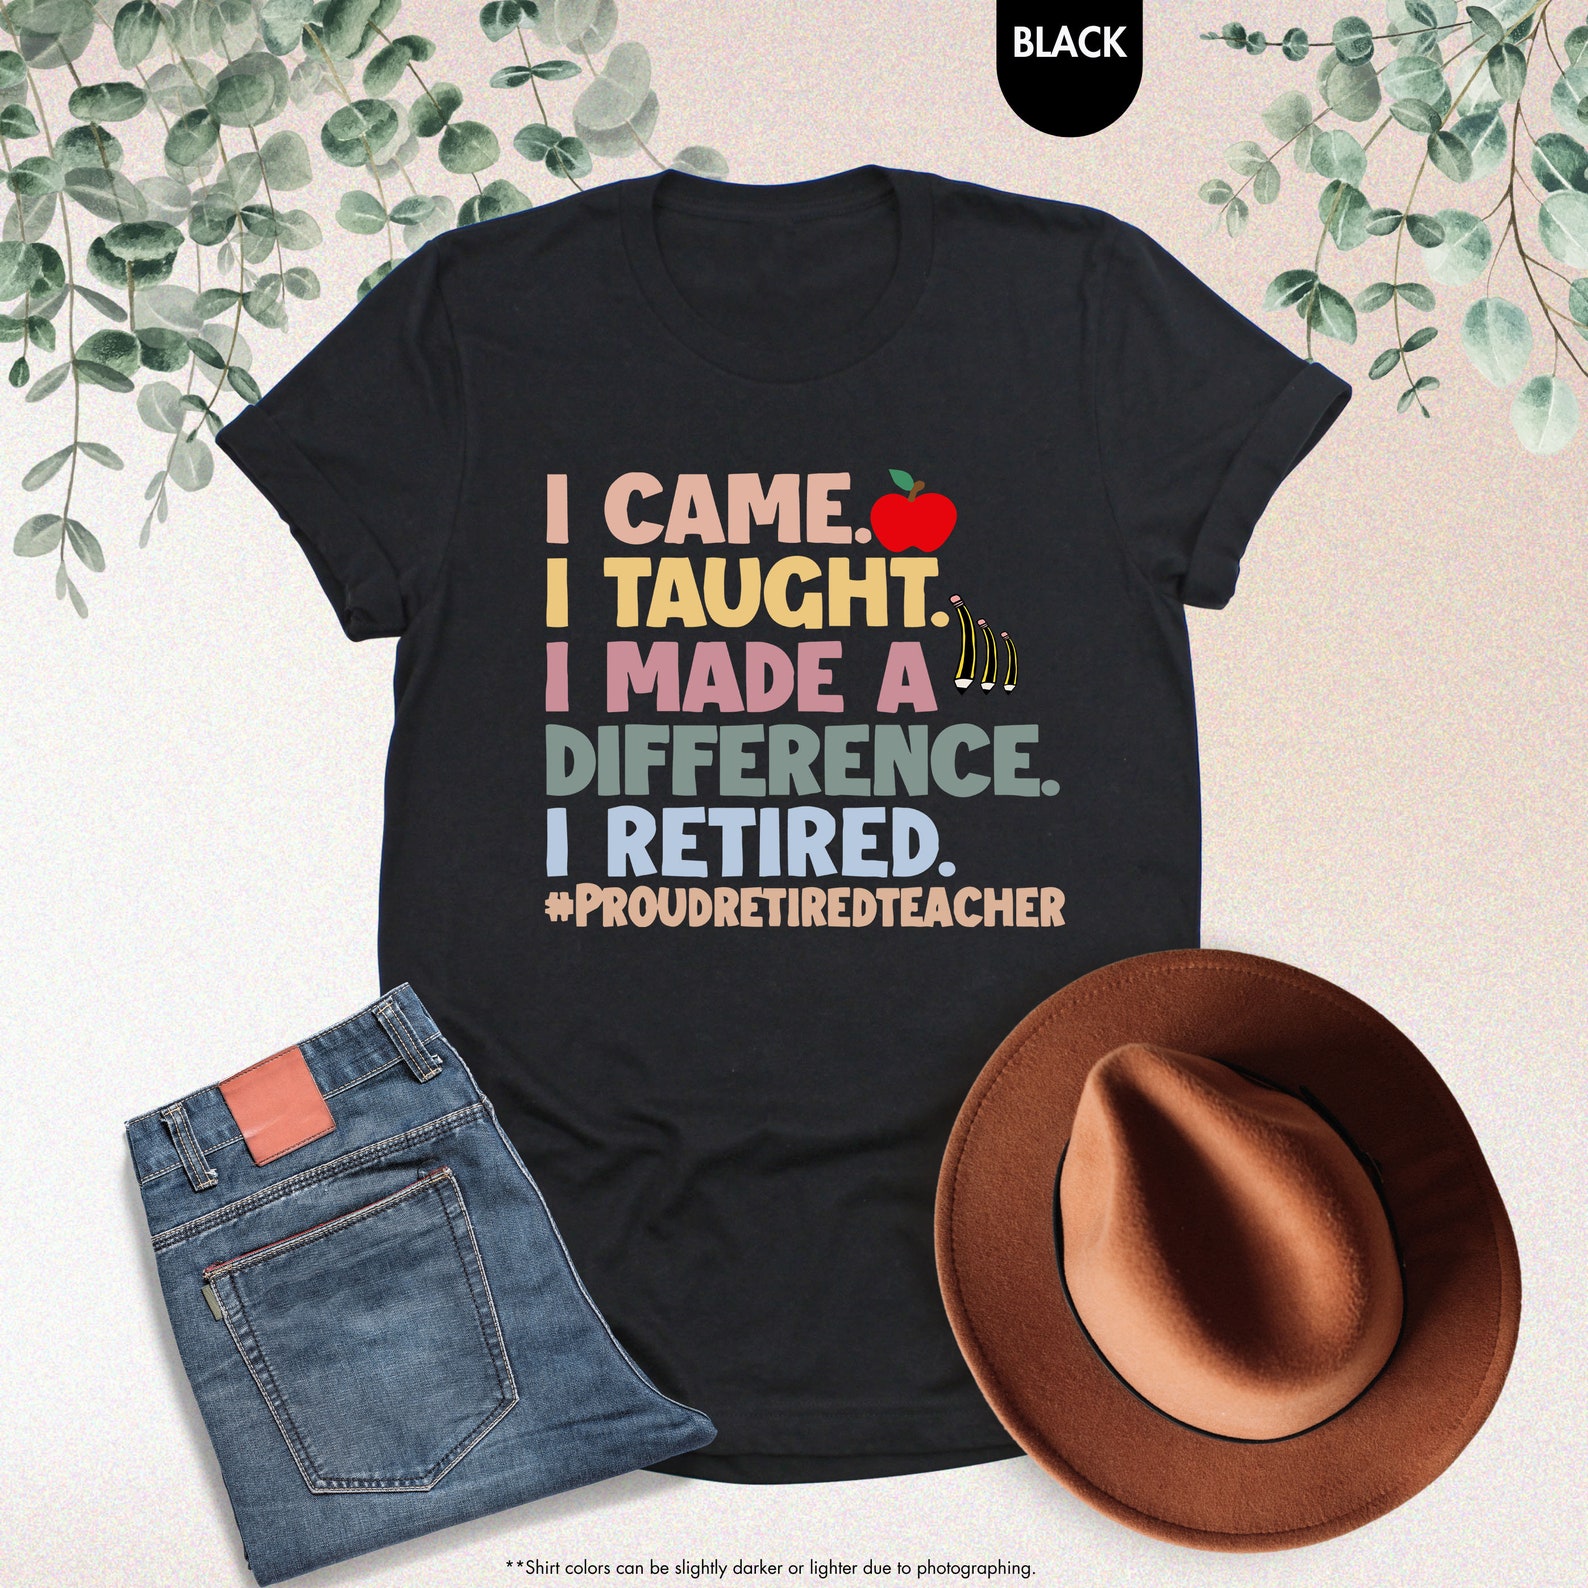 BLACK
I CAME.
I TAUGHT.
I MADE A
DIFFERENCE.
I RETIRED.
#PROUDRETIREDTEACHER
**Shirt colors can be slightly darker or lighter due to photographing.